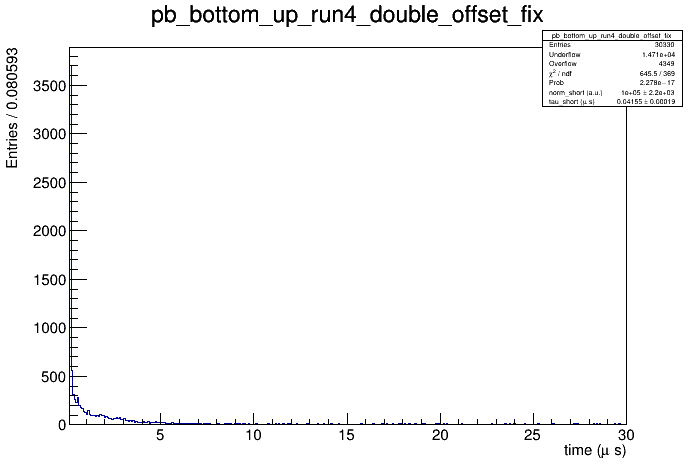 pb_bottom_up_run4_double_offset_fix
pb_bottom_up_run4_double_offset_fix
Entries 30330
Underflow 1.471e+04
Overflow 4349
χ² / ndf 645.5 / 369
Prob 2.278e−17
norm_short (a.u.) 1e+05 ± 2.2e+03
tau_short (μ s) 0.04155 ± 0.00019
Entries / 0.080593
3500
3000
2500
2000
1500
1000
500
0
0 5 10 15 20 25 30
time (μ s)